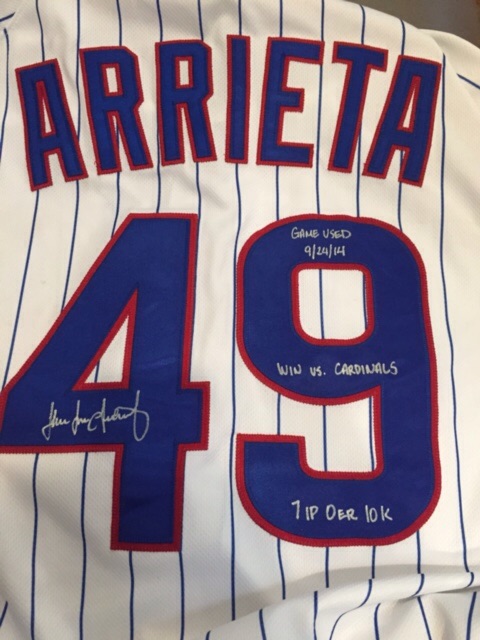 ARRIETA
49
GAME USED
9/24/14
WIN VS. CARDINALS
7 IP 0ER 10K